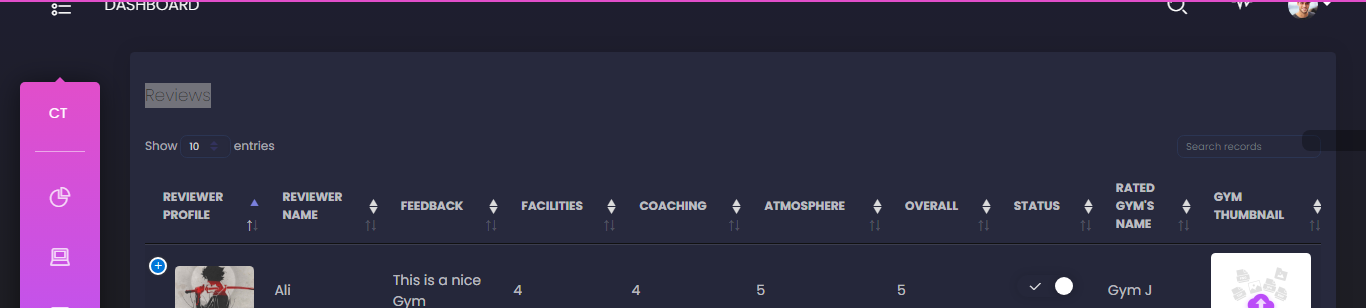 DASHBOARD
CT
Reviews
Show 10 entries
Search records
REVIEWER PROFILE
REVIEWER NAME
FEEDBACK
FACILITIES
COACHING
ATMOSPHERE
OVERALL
STATUS
RATED GYM'S NAME
GYM THUMBNAIL
Ali
This is a nice
Gym
4
4
5
5
Gym J